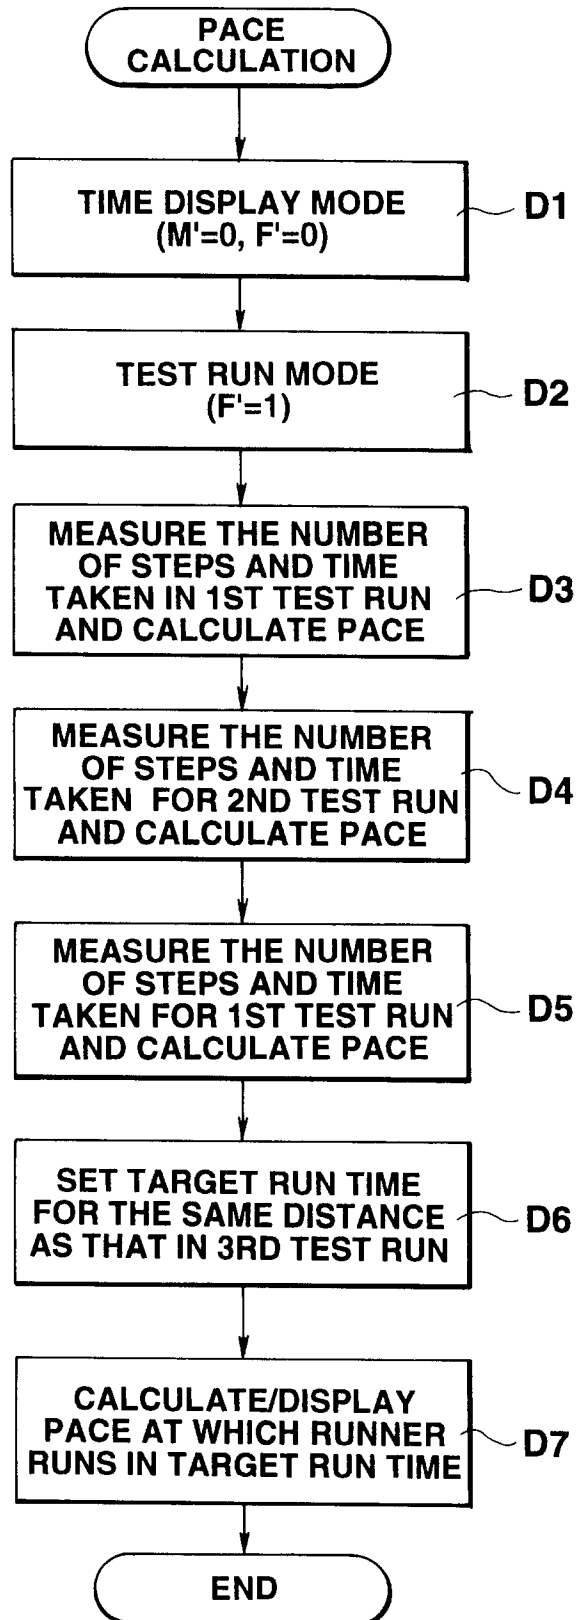 PACE
CALCULATION
TIME DISPLAY MODE
(M'=0, F'=0)
D1
TEST RUN MODE
(F'=1)
D2
MEASURE THE NUMBER
OF STEPS AND TIME
TAKEN IN 1ST TEST RUN
AND CALCULATE PACE
D3
MEASURE THE NUMBER
OF STEPS AND TIME
TAKEN FOR 2ND TEST RUN
AND CALCULATE PACE
D4
MEASURE THE NUMBER
OF STEPS AND TIME
TAKEN FOR 1ST TEST RUN
AND CALCULATE PACE
D5
SET TARGET RUN TIME
FOR THE SAME DISTANCE
AS THAT IN 3RD TEST RUN
D6
CALCULATE/DISPLAY
PACE AT WHICH RUNNER
RUNS IN TARGET RUN TIME
D7
END